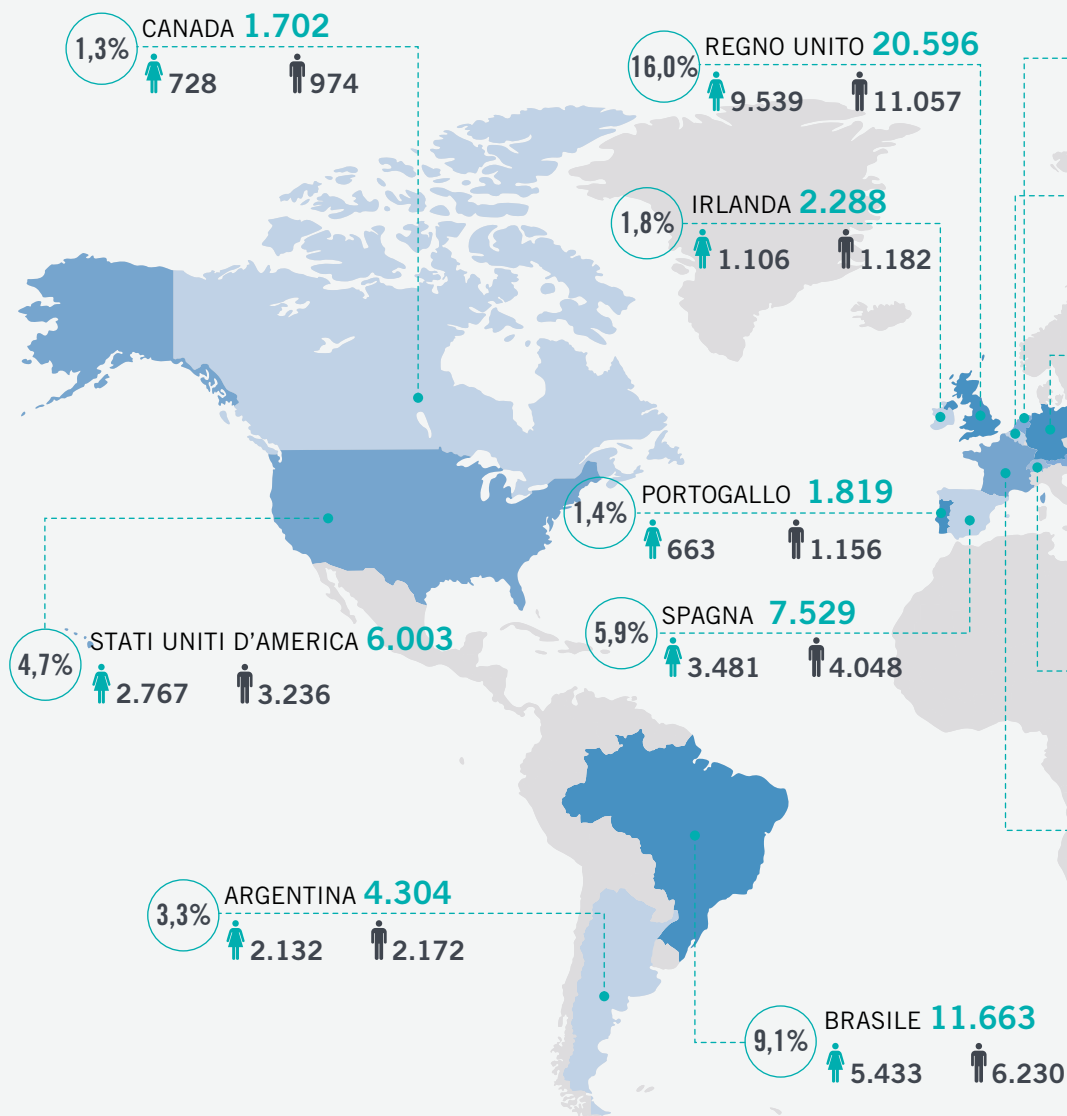 CANADA 1.702
1,3%
728 974
REGNO UNITO 20.596
16,0%
9.539 11.057
IRLANDA 2.288
1,8%
1.106 1.182
PORTOGALLO 1.819
1,4%
663 1.156
SPAGNA 7.529
5,9%
3.481 4.048
STATI UNITI D'AMERICA 6.003
4,7%
2.767 3.236
ARGENTINA 4.304
3,3%
2.132 2.172
BRASILE 11.663
9,1%
5.433 6.230